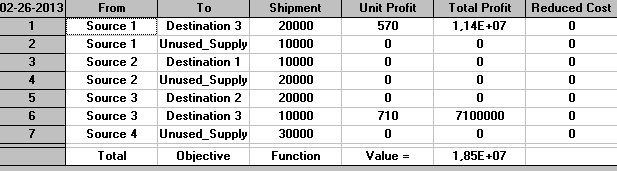 02-26-2013 From To Shipment Unit Profit Total Profit Reduced Cost
1 Source 1 Destination 3 20000 570 1,14E+07 0
2 Source 1 Unused_Supply 10000 0 0 0
3 Source 2 Destination 1 10000 0 0 0
4 Source 2 Unused_Supply 20000 0 0 0
5 Source 3 Destination 2 20000 0 0 0
6 Source 3 Destination 3 10000 710 7100000 0
7 Source 4 Unused_Supply 30000 0 0 0
Total Objective Function Value = 1,85E+07